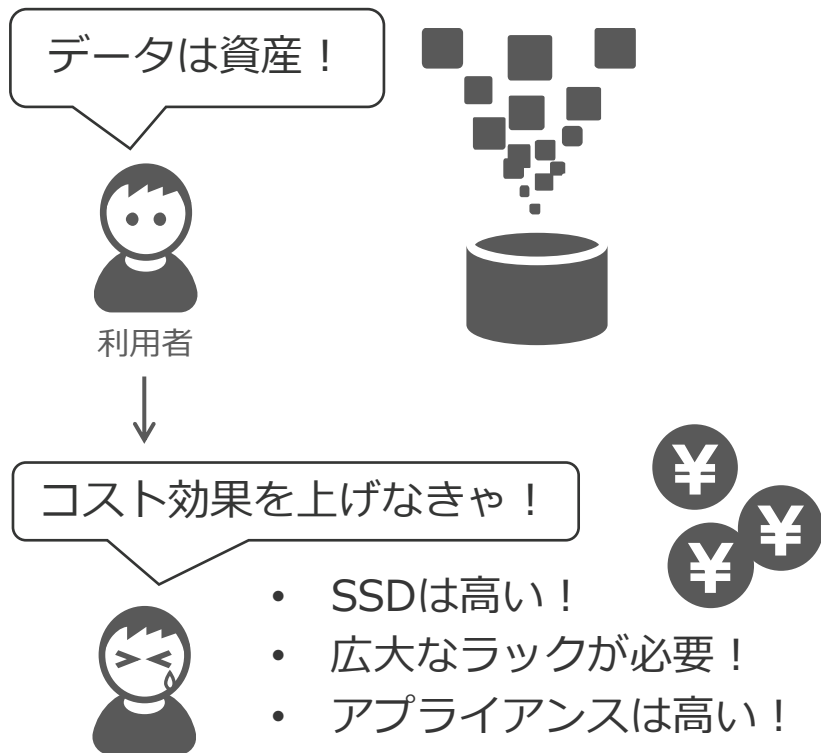 データは資産！
利用者
コスト効果を上げなきゃ！
¥
¥
¥
• SSDは高い！
• 広大なラックが必要！
• アプライアンスは高い！